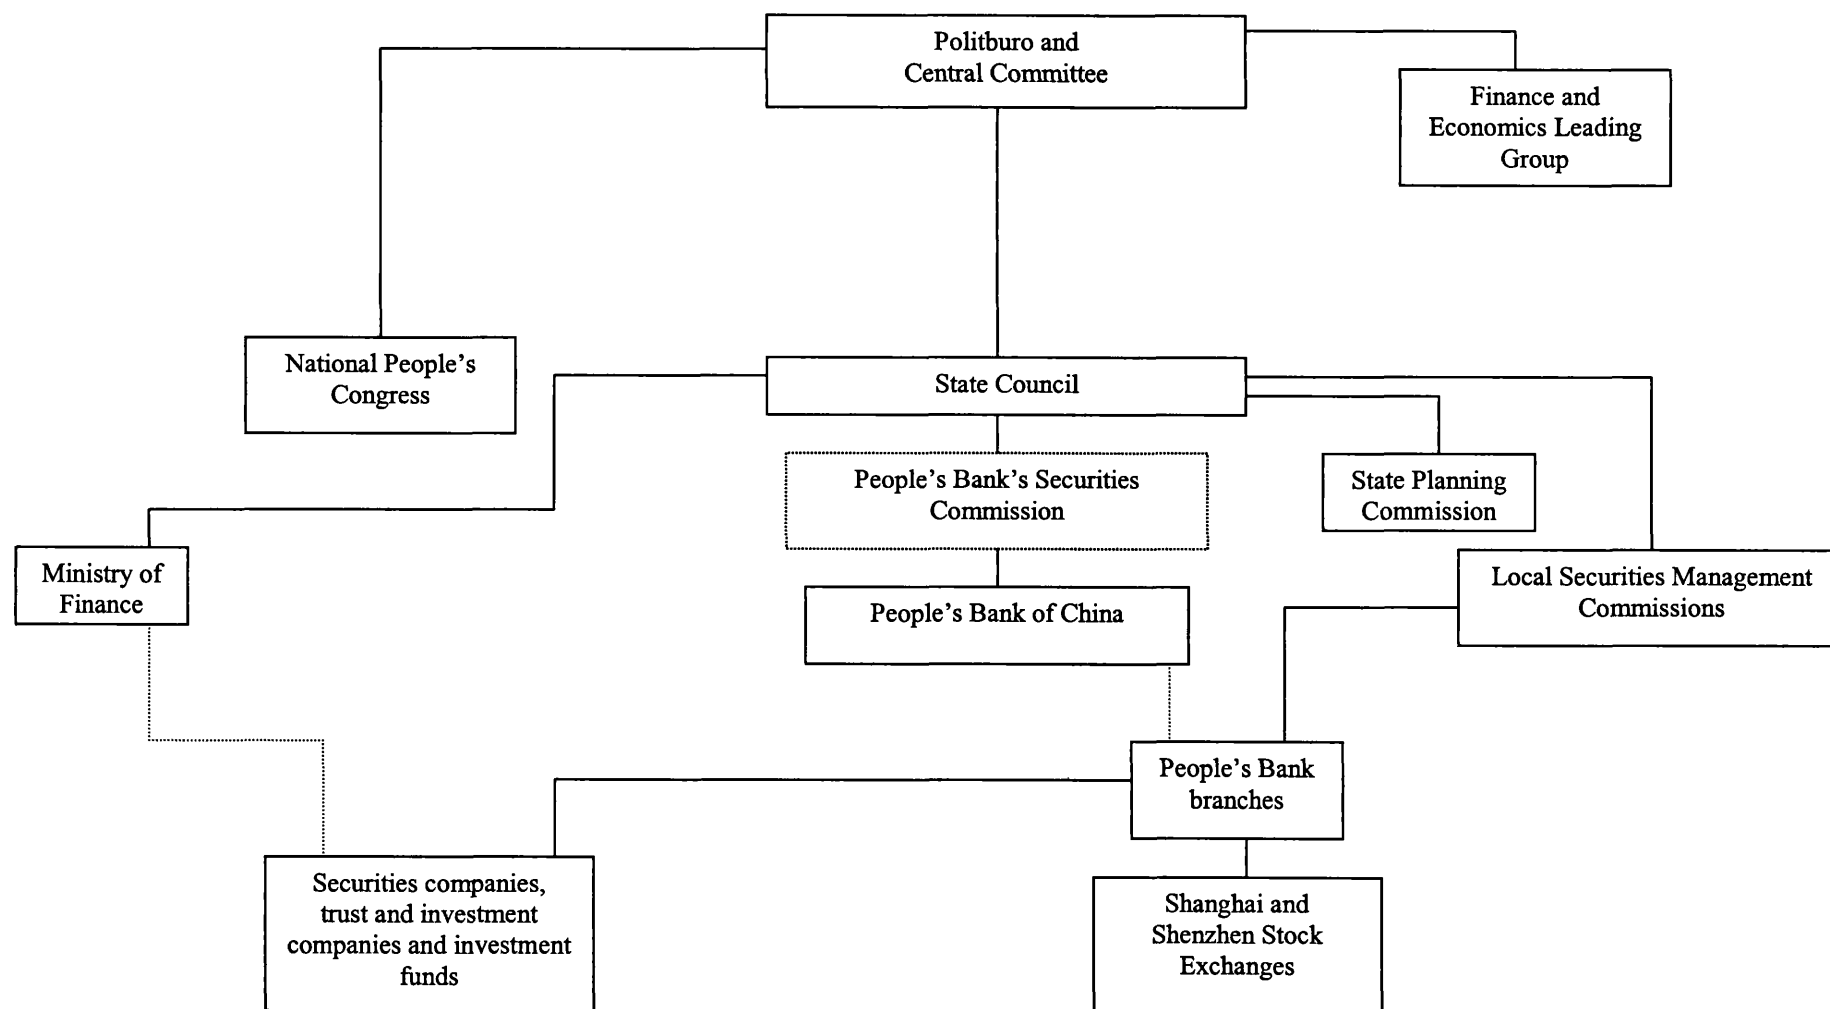 Politburo and
Central Committee
Finance and
Economics Leading
Group
National People's
Congress
State Council
People's Bank's Securities
Commission
State Planning
Commission
Ministry of
Finance
People's Bank of China
Local Securities Management
Commissions
People's Bank
branches
Securities companies,
trust and investment
companies and investment
funds
Shanghai and
Shenzhen Stock
Exchanges